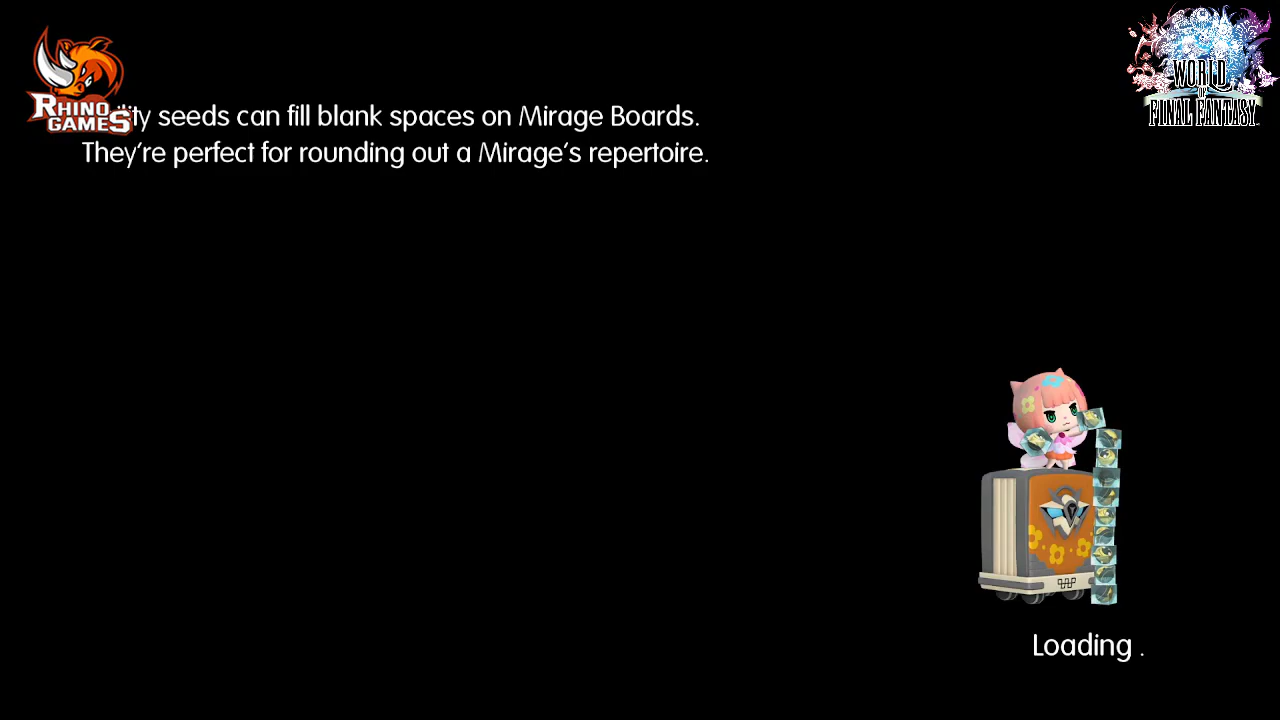 RHINO
GAMES
WORLD
OF
FINAL FANTASY
seeds can fill blank spaces on Mirage Boards.
They're perfect for rounding out a Mirage's repertoire.
Loading .